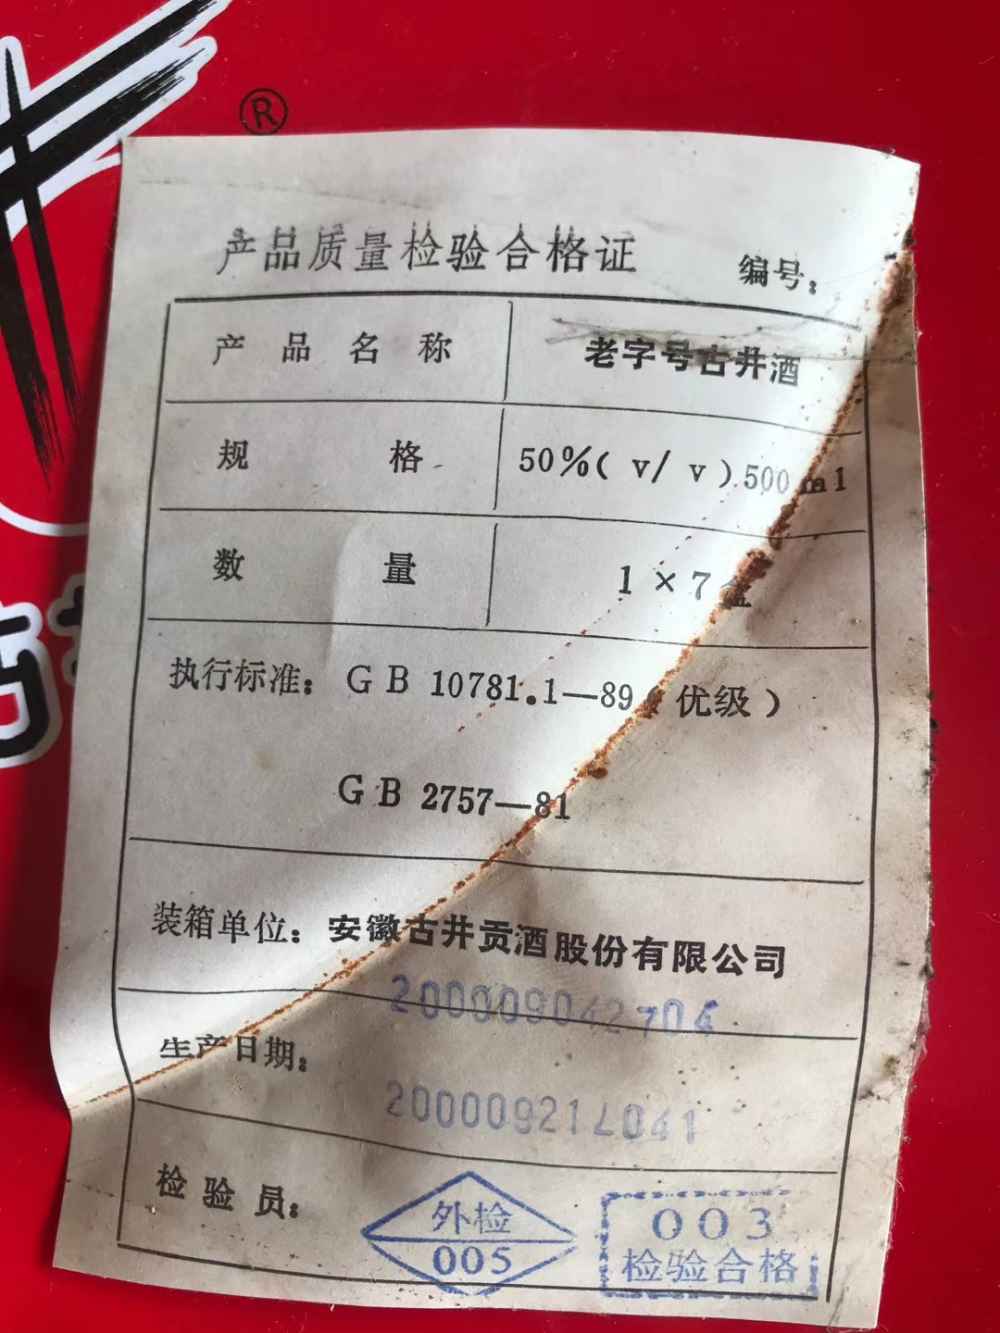 ®
产品质量检验合格证
编号：
产品名称 老字号古井酒
规格 50%(v/v)500ml
数量 1×7盒
执行标准：GB 10781.1—89（优级）
GB 2757—81
装箱单位：安徽古井贡酒股份有限公司
生产日期：
检验员：
外检
005
003
检验合格